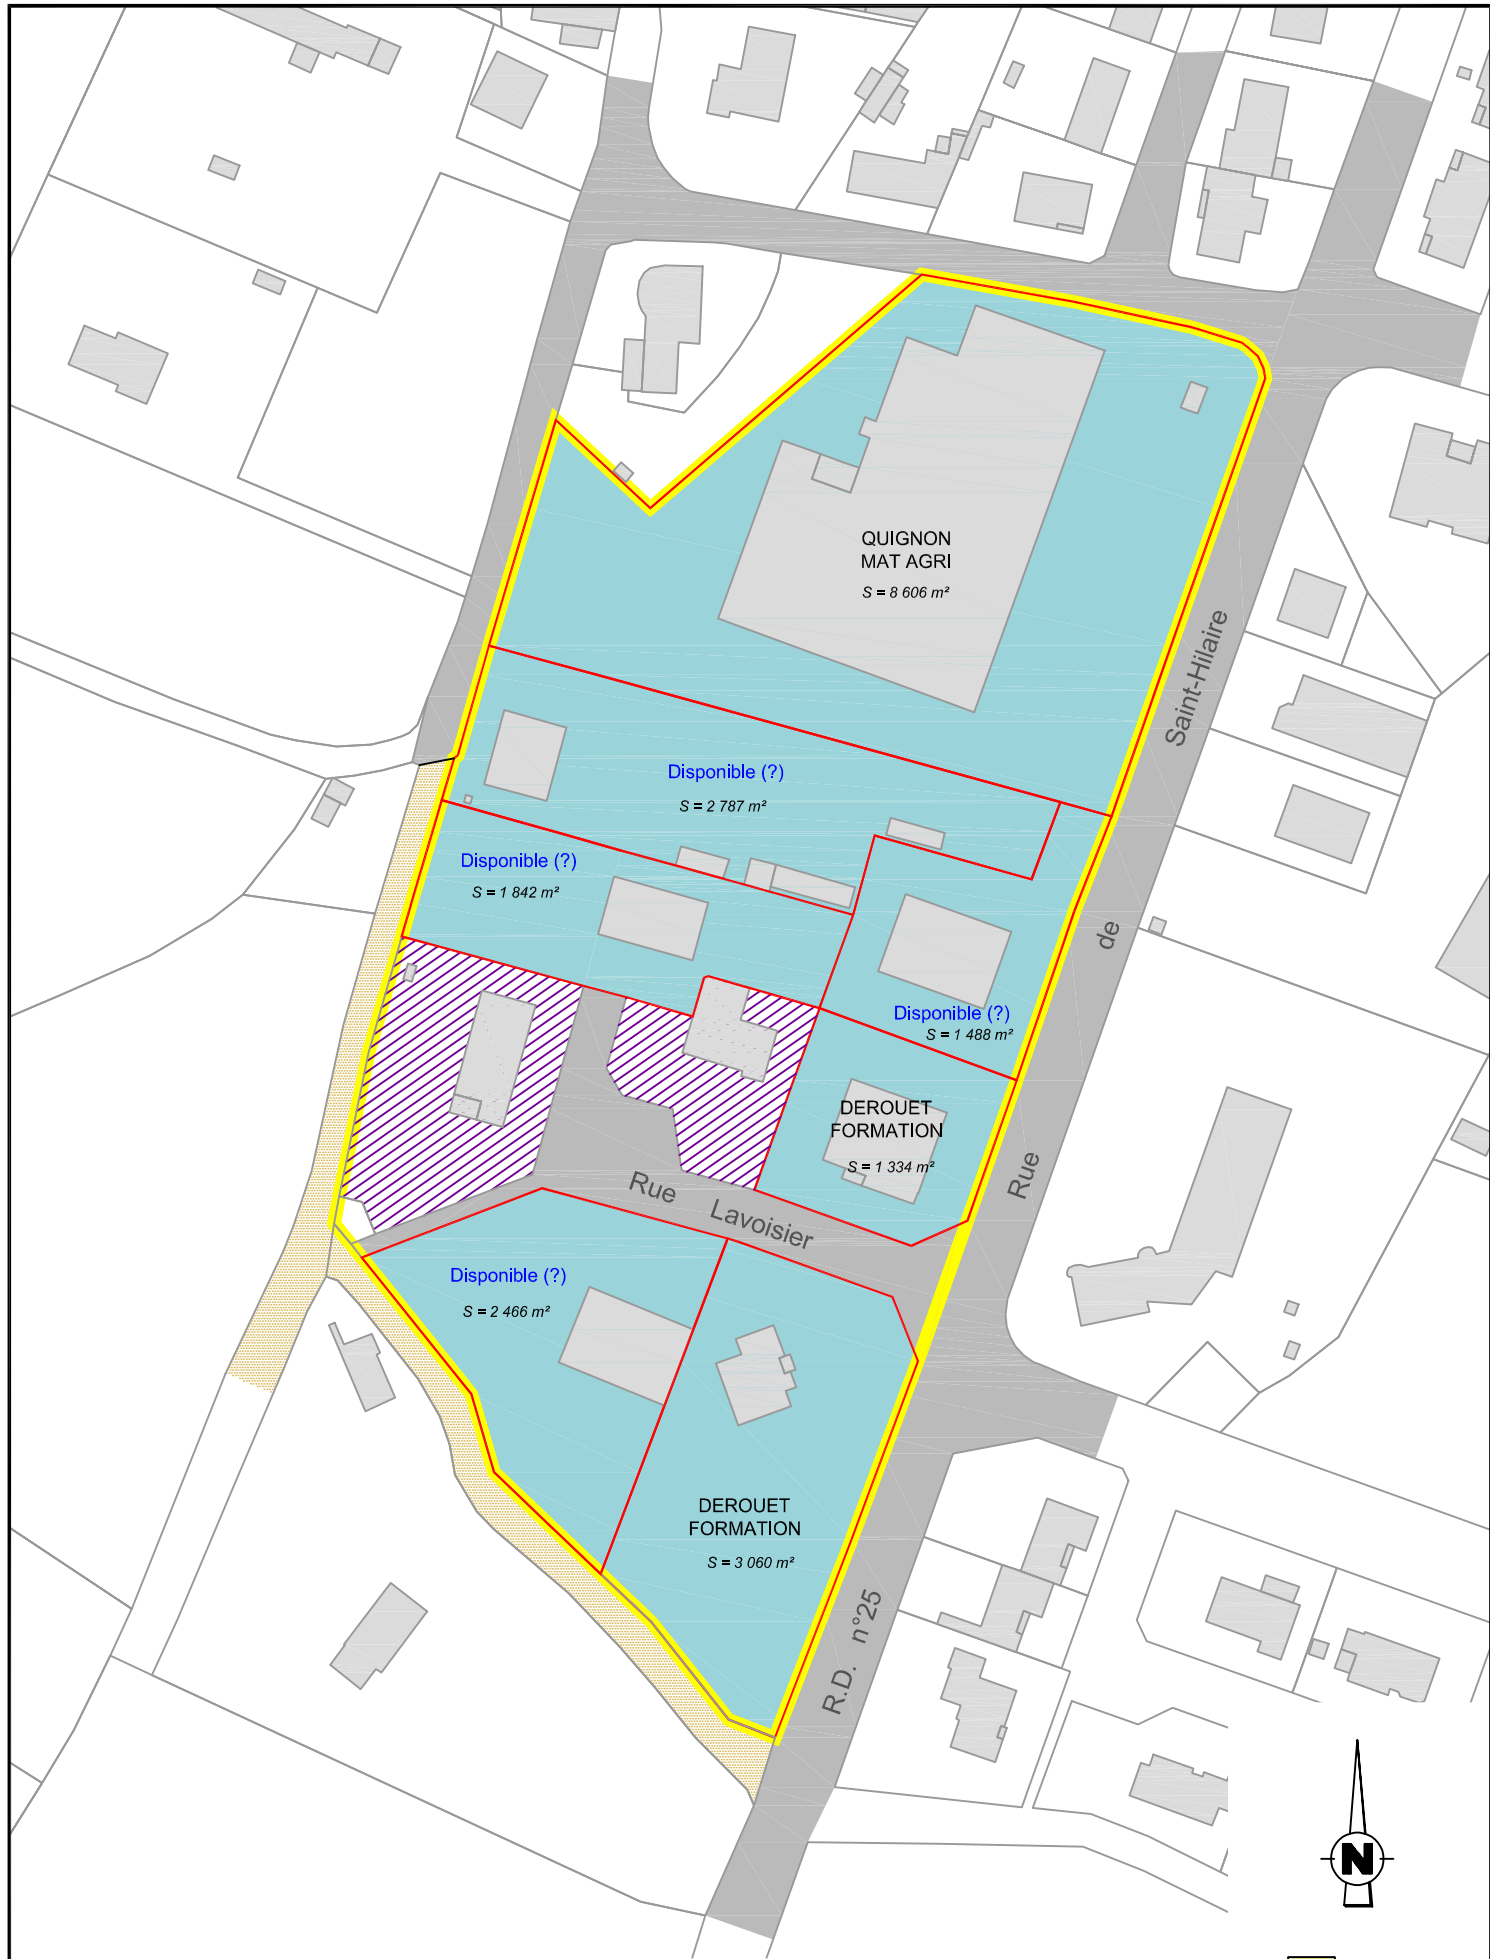 QUIGNON
MAT AGRI
S = 8 606 m²
Saint-Hilaire
de
Rue
Disponible (?)
S = 2 787 m²
Disponible (?)
S = 1 842 m²
Disponible (?)
S = 1 488 m²
DEROUET
FORMATION
S = 1 334 m²
Rue Lavoisier
Disponible (?)
S = 2 466 m²
DEROUET
FORMATION
S = 3 060 m²
R.D. n°25
N